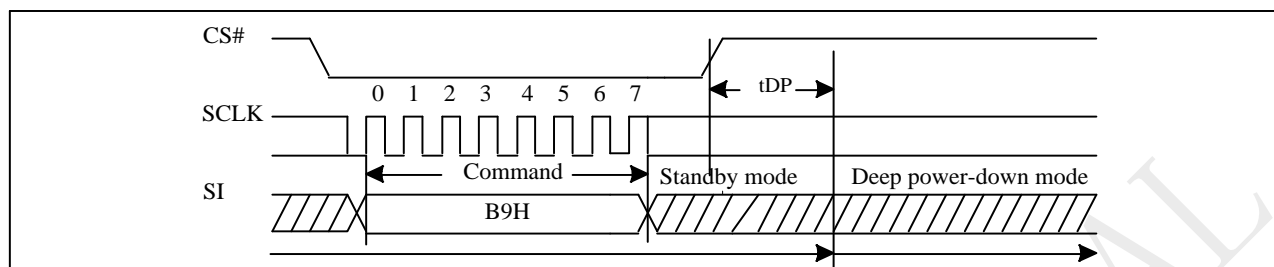 CS#
tDP
0 1 2 3 4 5 6 7
SCLK
Command
Standby mode
Deep power-down mode
SI
B9H
AL